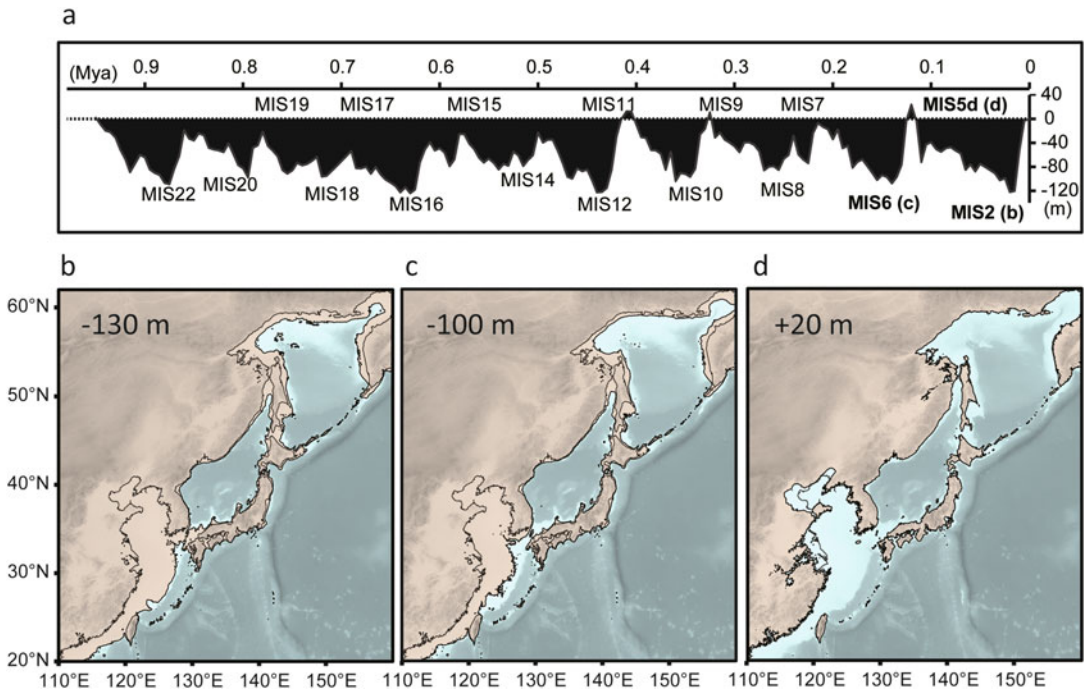 a
(Mya) 0.9 0.8 0.7 0.6 0.5 0.4 0.3 0.2 0.1 0
40
MIS19 MIS17 MIS15 MIS11 MIS9 MIS7 MIS5d (d)
0
-40
-80
MIS22 MIS20 MIS18 MIS16 MIS14 MIS12 MIS10 MIS8 MIS6 (c) MIS2 (b)
-120
(m)
b c d
-130 m -100 m +20 m
60°N
50°N
40°N
30°N
20°N
110°E 120°E 130°E 140°E 150°E 110°E 120°E 130°E 140°E 150°E 110°E 120°E 130°E 140°E 150°E